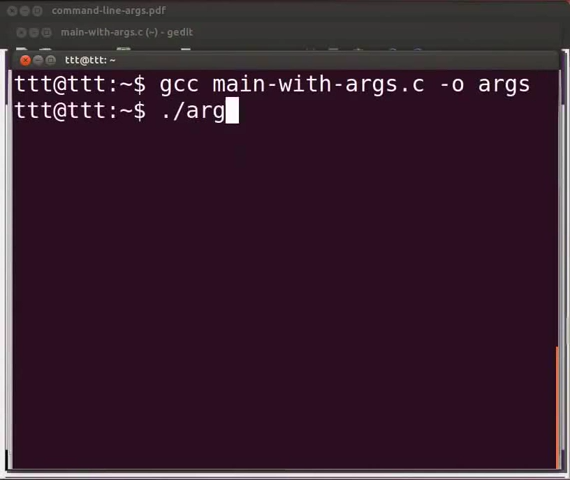 command-line-args.pdf
main-with-args.c (~) - gedit
ttt@ttt: ~
ttt@ttt:~$ gcc main-with-args.c -o args
ttt@ttt:~$ ./arg